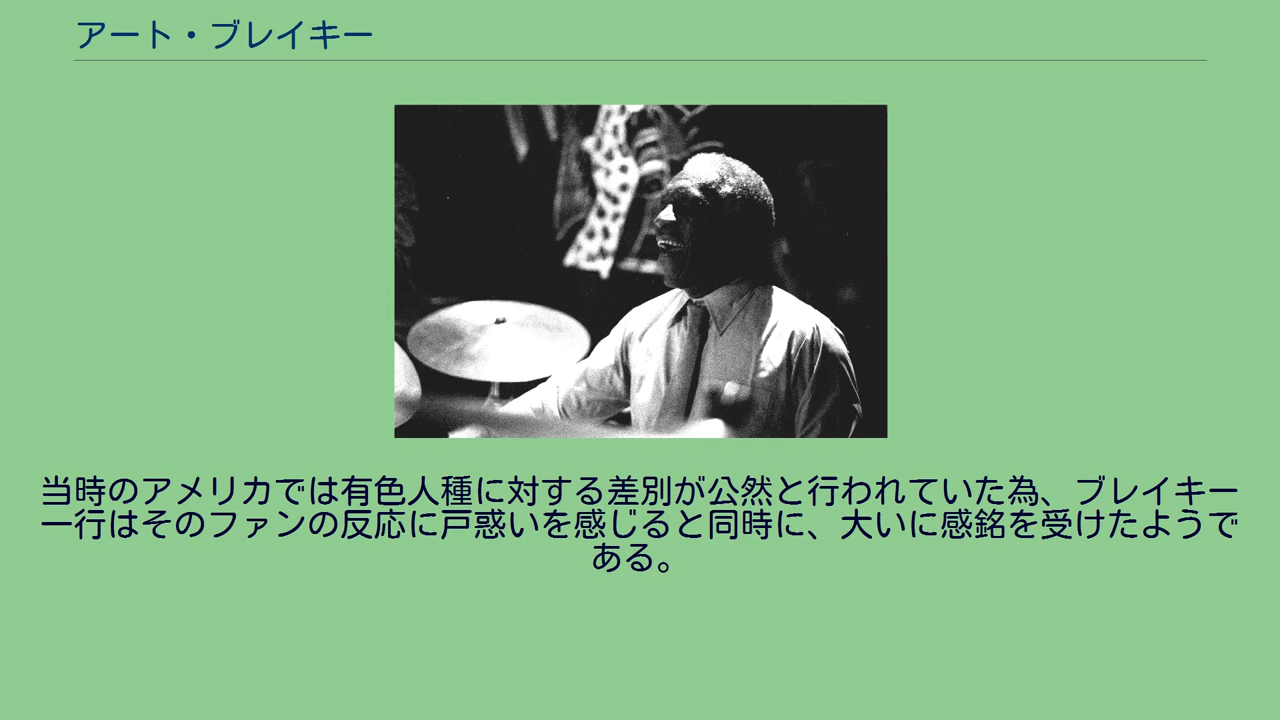 アート・ブレイキー
当時のアメリカでは有色人種に対する差別が公然と行われていた為、ブレイキー
一行はそのファンの反応に戸惑いを感じると同時に、大いに感銘を受けたようで
ある。